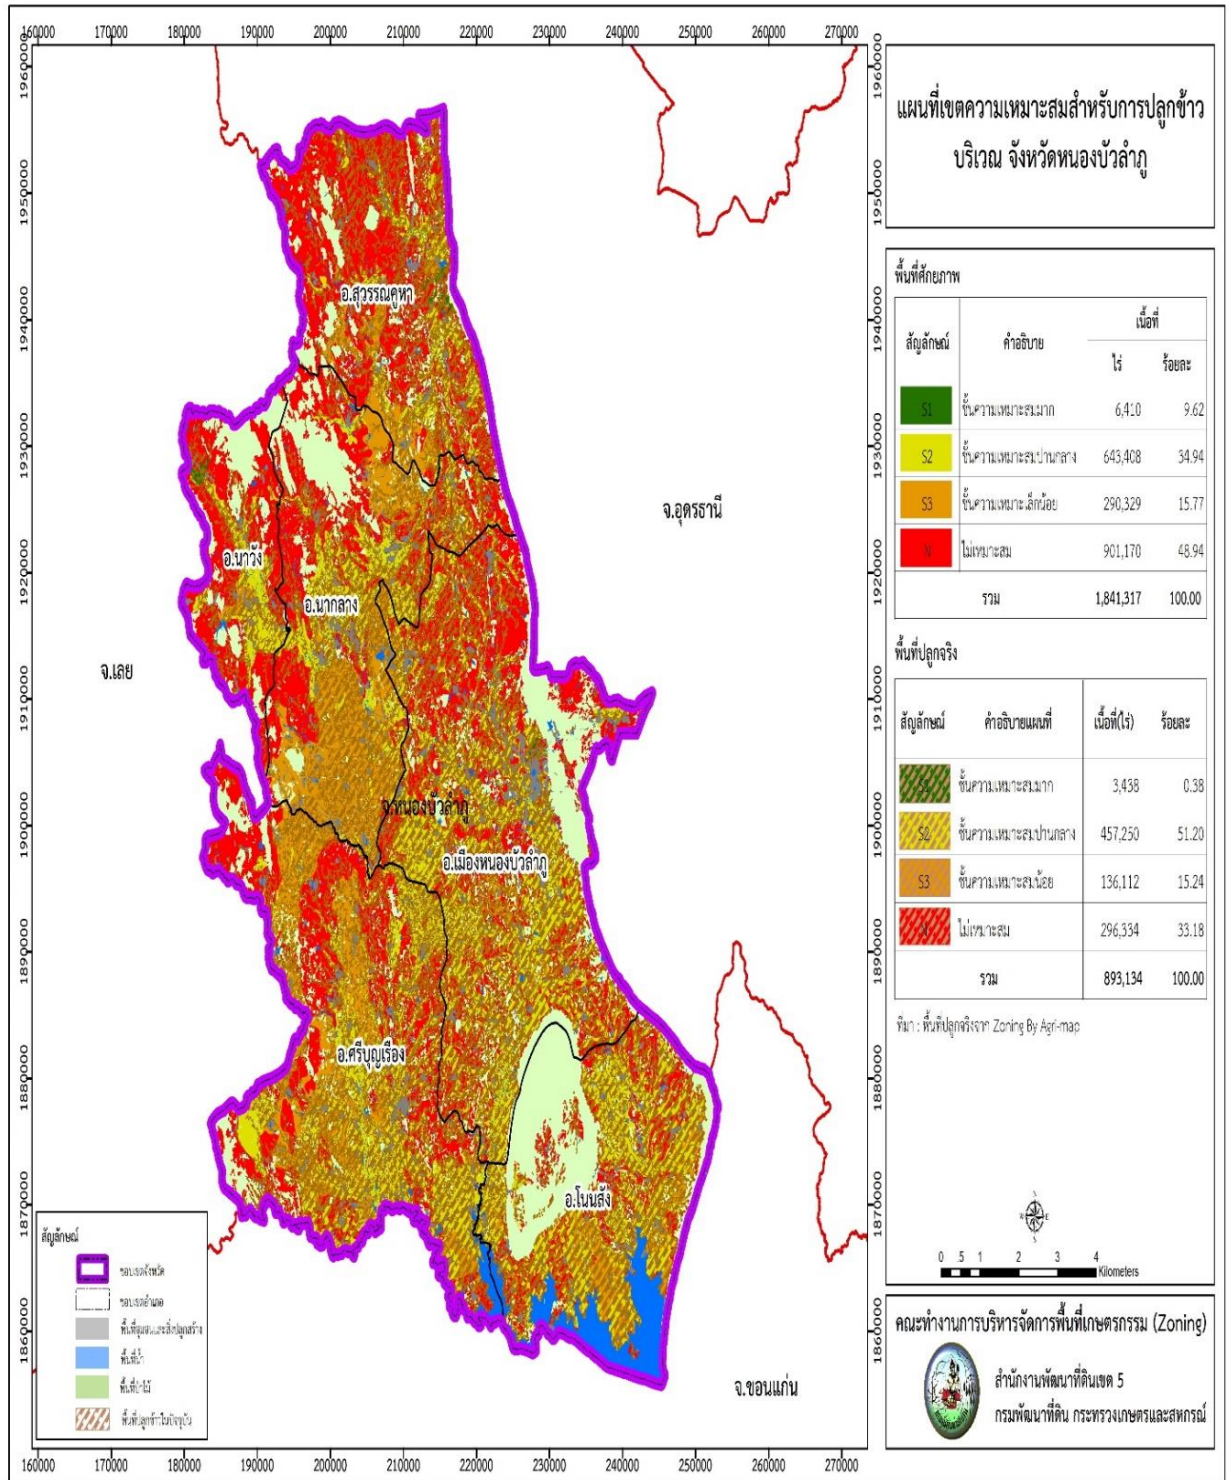 160000 170000 180000 190000 200000 210000 220000 230000 240000 250000 260000 270000
1960000
1950000
1940000
1930000
1920000
1910000
1900000
1890000
1880000
1870000
1860000
อ.สุวรรณคูหา
อ.นาวัง
อ.นากลาง
จ.อุดรธานี
จ.เลย
จ.หนองบัวลำภู
อ.เมืองหนองบัวลำภู
อ.ศรีบุญเรือง
อ.โนนสัง
จ.ขอนแก่น
สัญลักษณ์
ขอบเขตจังหวัด
ขอบเขตอำเภอ
พื้นที่ชุมชนและสิ่งปลูกสร้าง
พื้นที่น้ำ
พื้นที่ป่าไม้
พื้นที่ปลูกข้าวในปัจจุบัน
160000 170000 180000 190000 200000 210000 220000 230000 240000 250000 260000 270000
1960000
1950000
1940000
1930000
1920000
1910000
1900000
1890000
1880000
1870000
1860000
แผนที่เขตความเหมาะสมสำหรับการปลูกข้าว
บริเวณ จังหวัดหนองบัวลำภู
พื้นที่ศักยภาพ
สัญลักษณ์ คำอธิบาย เนื้อที่
ไร่ ร้อยละ
S1 ชั้นความเหมาะสมมาก 6,410 9.62
S2 ชั้นความเหมาะสมปานกลาง 643,408 34.94
S3 ชั้นความเหมาะเล็กน้อย 290,329 15.77
N ไม่เหมาะสม 901,170 48.94
รวม 1,841,317 100.00
พื้นที่ปลูกจริง
สัญลักษณ์ คำอธิบายแผนที่ เนื้อที่(ไร่) ร้อยละ
S1 ชั้นความเหมาะสมมาก 3,438 0.38
S2 ชั้นความเหมาะสมปานกลาง 457,250 51.20
S3 ชั้นความเหมาะสมน้อย 136,112 15.24
N ไม่เหมาะสม 296,334 33.18
รวม 893,134 100.00
ที่มา : พื้นที่ปลูกจริงจาก Zoning By Agri-map
N
W E
S
0 .5 1 2 3 4
Kilometers
คณะทำงานการบริหารจัดการพื้นที่เกษตรกรรม (Zoning)
สำนักงานพัฒนาที่ดินเขต 5
กรมพัฒนาที่ดิน กระทรวงเกษตรและสหกรณ์